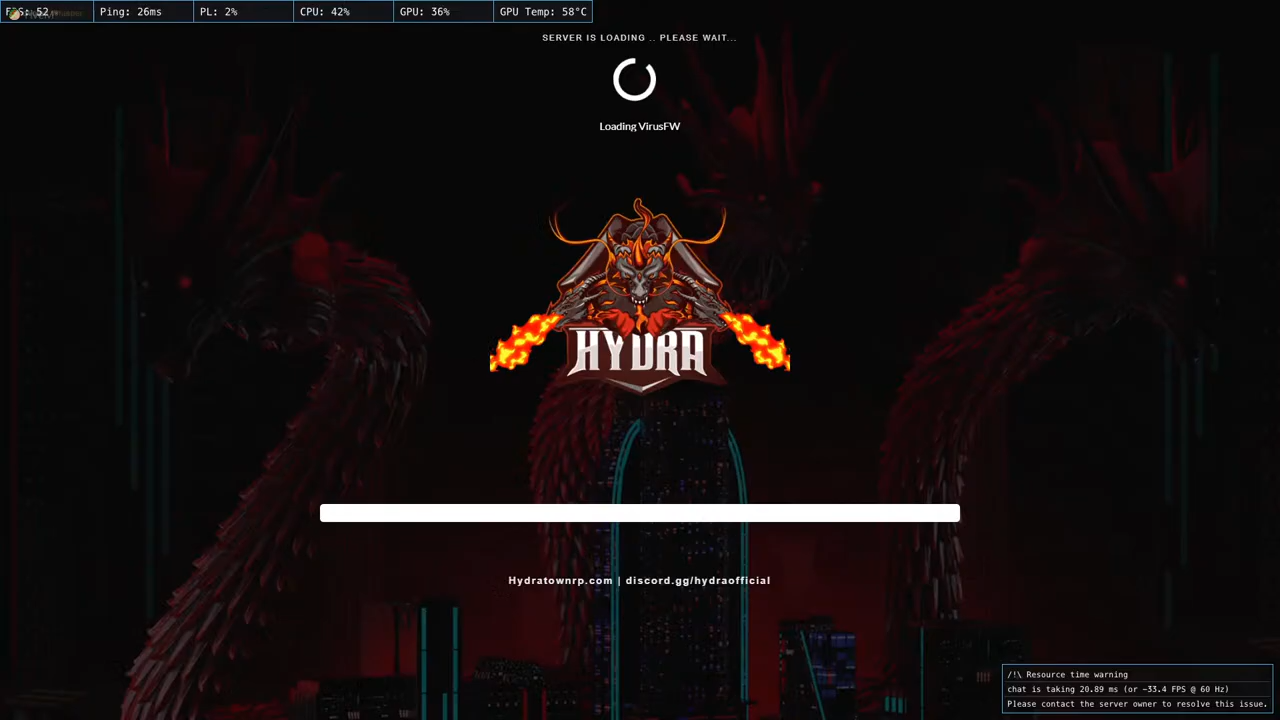 FPS: 52
Ping: 26ms
PL: 2%
CPU: 42%
GPU: 36%
GPU Temp: 58°C
SERVER IS LOADING .. PLEASE WAIT...
Loading VirusFW
HYDRA
Hydratownrp.com | discord.gg/hydraofficial
/!\ Resource time warning
chat is taking 20.89 ms (or -33.4 FPS @ 60 Hz)
Please contact the server owner to resolve this issue.